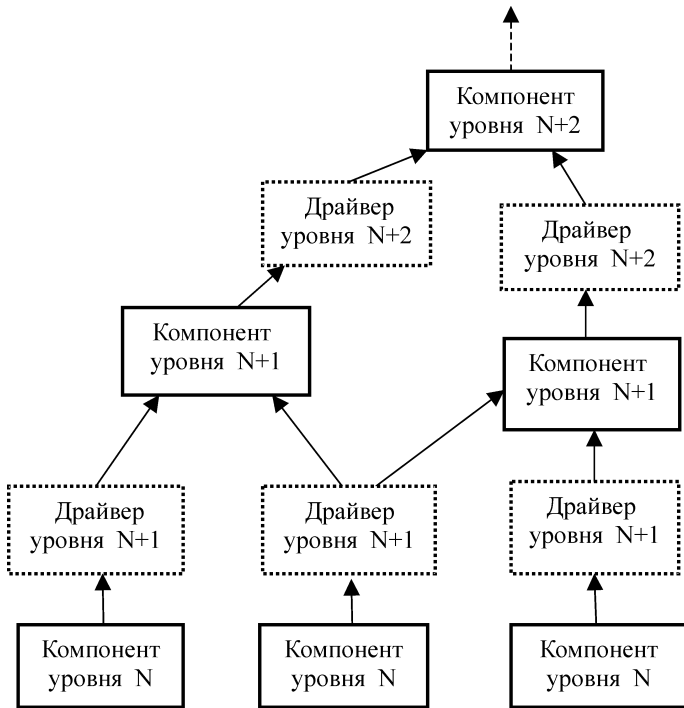 Компонент
уровня N+2
Драйвер
уровня N+2
Драйвер
уровня N+2
Компонент
уровня N+1
Компонент
уровня N+1
Драйвер
уровня N+1
Драйвер
уровня N+1
Драйвер
уровня N+1
Компонент
уровня N
Компонент
уровня N
Компонент
уровня N